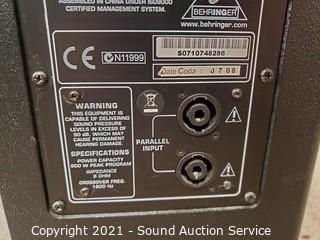 ASSEMBLED IN CHINA UNDER ISO9000
CERTIFIED MANAGEMENT SYSTEM.
BEHRINGER
www.behringer.com
CE N11999
S0710748286
Date Code: 0708
WARNING
THIS EQUIPMENT IS
CAPABLE OF DELIVERING
SOUND PRESSURE
LEVELS IN EXCESS OF
90 dB, WHICH MAY
CAUSE PERMANENT
HEARING DAMAGE.
SPECIFICATIONS
POWER CAPACITY
800 W PEAK PROGRAM
IMPEDANCE
8 OHM
CROSSOVER FREQ.
1800 Hz
PARALLEL
INPUT
Copyright 2021 - Sound Auction Service